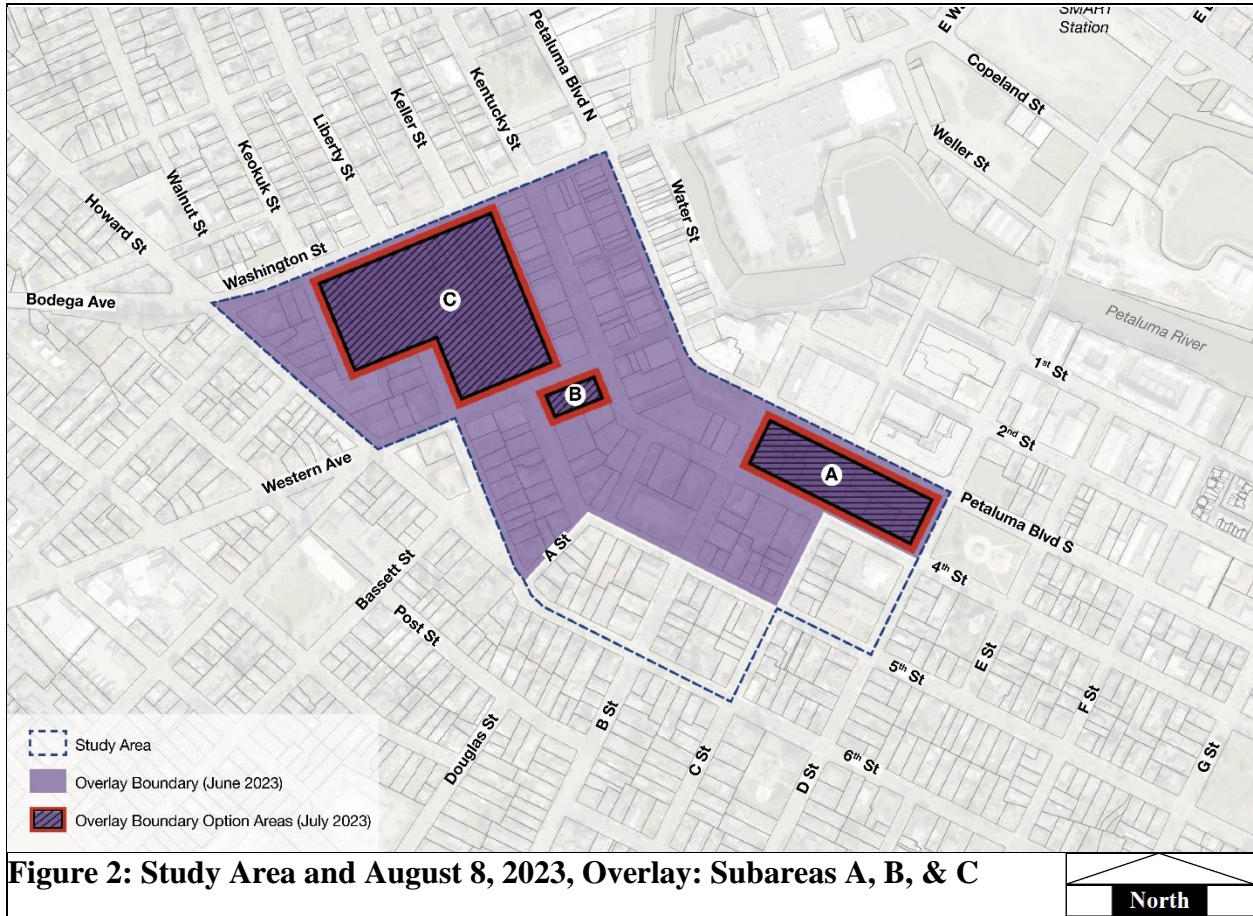 SMART
Station
E W
E D
Copeland St
Petaluma Blvd N
Kentucky St
Keller St
Liberty St
Keokuk St
Walnut St
Howard St
Weller St
Water St
Washington St
Bodega Ave
C
Petaluma River
B
1st St
2nd St
A
Western Ave
Petaluma Blvd S
4th St
A St
Bassett St
Post St
E St
5th St
F St
B St
Douglas St
C St
D St
6th St
G St
Study Area
Overlay Boundary (June 2023)
Overlay Boundary Option Areas (July 2023)
Figure 2: Study Area and August 8, 2023, Overlay: Subareas A, B, & C
North